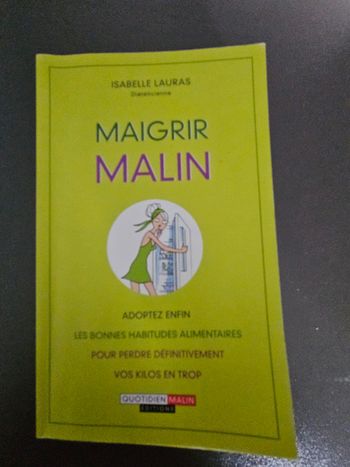 ISABELLE LAURAS
Diététicienne
MAIGRIR
MALIN
ADOPTEZ ENFIN
LES BONNES HABITUDES ALIMENTAIRES
POUR PERDRE DÉFINITIVEMENT
VOS KILOS EN TROP
QUOTIDIEN MALIN
ÉDITIONS